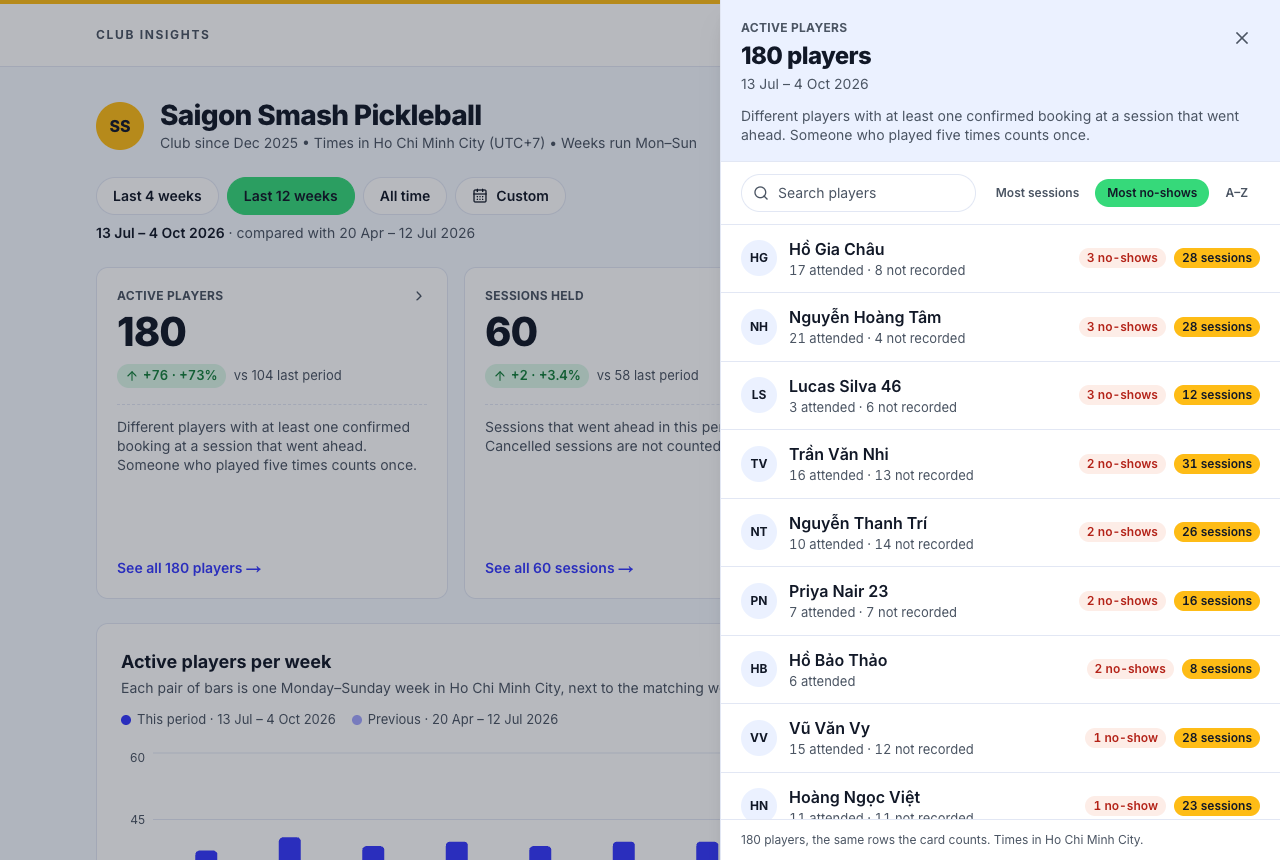 CLUB INSIGHTS
SS
Saigon Smash Pickleball
Club since Dec 2025 • Times in Ho Chi Minh City (UTC+7) • Weeks run Mon–Sun
Last 4 weeks
Last 12 weeks
All time
Custom
13 Jul – 4 Oct 2026 · compared with 20 Apr – 12 Jul 2026
ACTIVE PLAYERS
180
↑ +76 · +73% vs 104 last period
Different players with at least one confirmed
booking at a session that went ahead.
Someone who played five times counts once.
See all 180 players →
SESSIONS HELD
60
↑ +2 · +3.4% vs 58 last period
Sessions that went ahead in this pe
Cancelled sessions are not counted
See all 60 sessions →
Active players per week
Each pair of bars is one Monday–Sunday week in Ho Chi Minh City, next to the matching w
This period · 13 Jul – 4 Oct 2026
Previous · 20 Apr – 12 Jul 2026
60
45
ACTIVE PLAYERS
180 players
13 Jul – 4 Oct 2026
Different players with at least one confirmed booking at a session that went
ahead. Someone who played five times counts once.
Search players
Most sessions
Most no-shows
A–Z
HG
Hồ Gia Châu
17 attended · 8 not recorded
3 no-shows
28 sessions
NH
Nguyễn Hoàng Tâm
21 attended · 4 not recorded
3 no-shows
28 sessions
LS
Lucas Silva 46
3 attended · 6 not recorded
3 no-shows
12 sessions
TV
Trần Văn Nhi
16 attended · 13 not recorded
2 no-shows
31 sessions
NT
Nguyễn Thanh Trí
10 attended · 14 not recorded
2 no-shows
26 sessions
PN
Priya Nair 23
7 attended · 7 not recorded
2 no-shows
16 sessions
HB
Hồ Bảo Thảo
6 attended
2 no-shows
8 sessions
VV
Vũ Văn Vy
15 attended · 12 not recorded
1 no-show
28 sessions
HN
Hoàng Ngọc Việt
11 attended · 11 not recorded
1 no-show
23 sessions
180 players, the same rows the card counts. Times in Ho Chi Minh City.